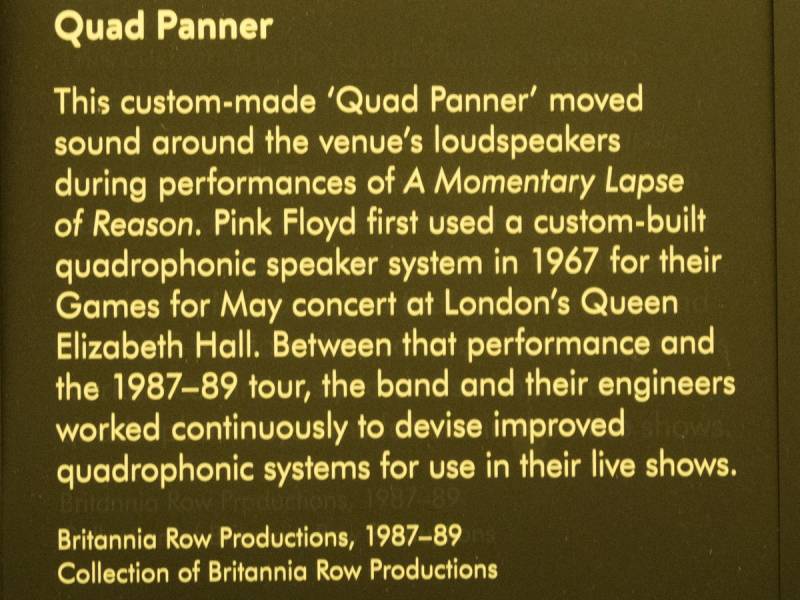 Quad Panner
This custom-made ‘Quad Panner’ moved
sound around the venue’s loudspeakers
during performances of A Momentary Lapse
of Reason. Pink Floyd first used a custom-built
quadrophonic speaker system in 1967 for their
Games for May concert at London’s Queen
Elizabeth Hall. Between that performance and
the 1987–89 tour, the band and their engineers
worked continuously to devise improved
quadrophonic systems for use in their live shows.
Britannia Row Productions, 1987–89
Collection of Britannia Row Productions